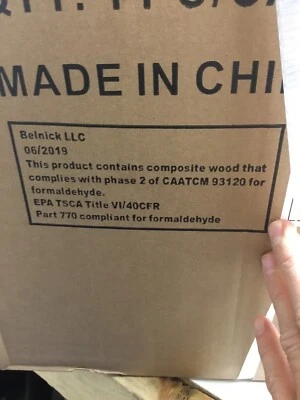 MADE IN CHI
Belnick LLC
06/2019
This product contains composite wood that
complies with phase 2 of CAATCM 93120 for
formaldehyde.
EPA TSCA Title VI/40CFR
Part 770 compliant for formaldehyde